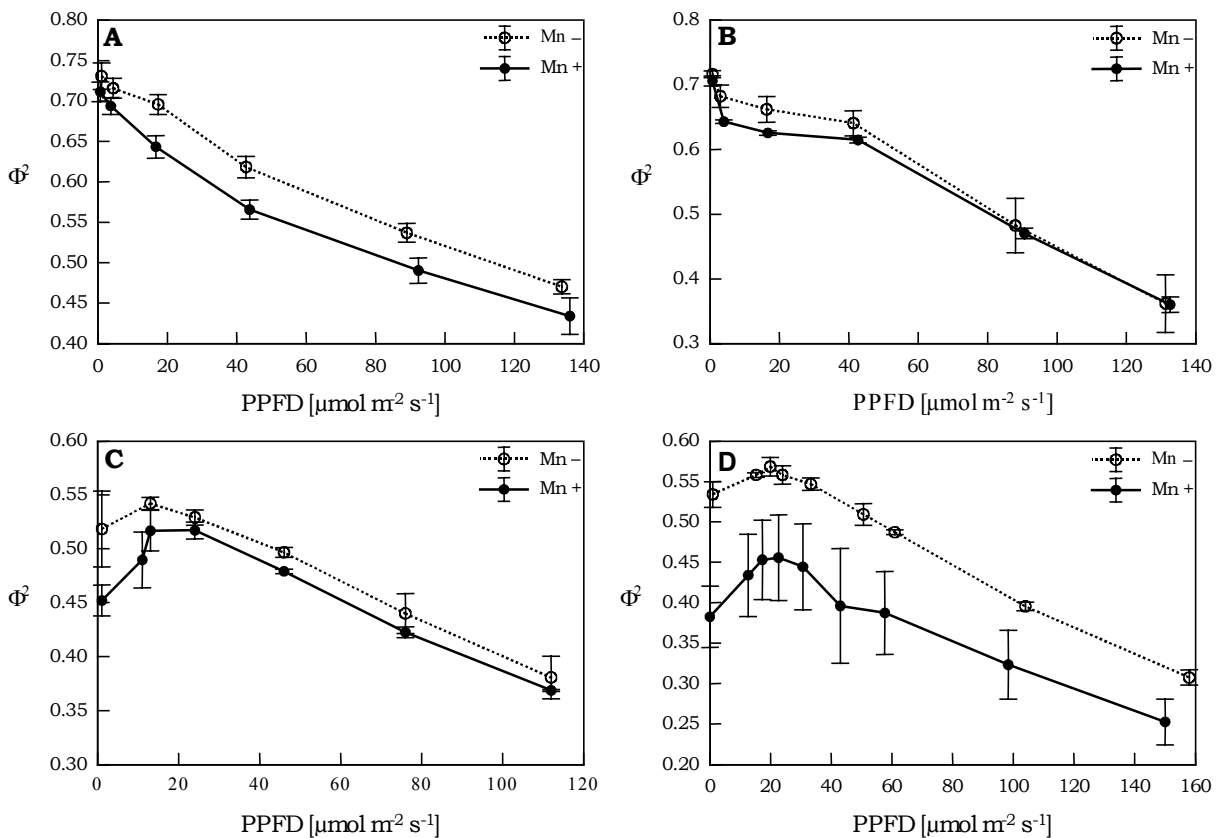 A
Mn –
Mn +
0.80
0.75
0.70
0.65
0.60
0.55
0.50
0.45
0.40
Φ²
0 20 40 60 80 100 120 140
PPFD [µmol m⁻² s⁻¹]
B
Mn –
Mn +
0.8
0.7
0.6
0.5
0.4
0.3
Φ²
0 20 40 60 80 100 120 140
PPFD [µmol m⁻² s⁻¹]
C
Mn –
Mn +
0.60
0.55
0.50
0.45
0.40
0.35
0.30
Φ²
0 20 40 60 80 100 120
PPFD [µmol m⁻² s⁻¹]
D
Mn –
Mn +
0.60
0.55
0.50
0.45
0.40
0.35
0.30
0.25
0.20
Φ²
0 20 40 60 80 100 120 140 160
PPFD [µmol m⁻² s⁻¹]